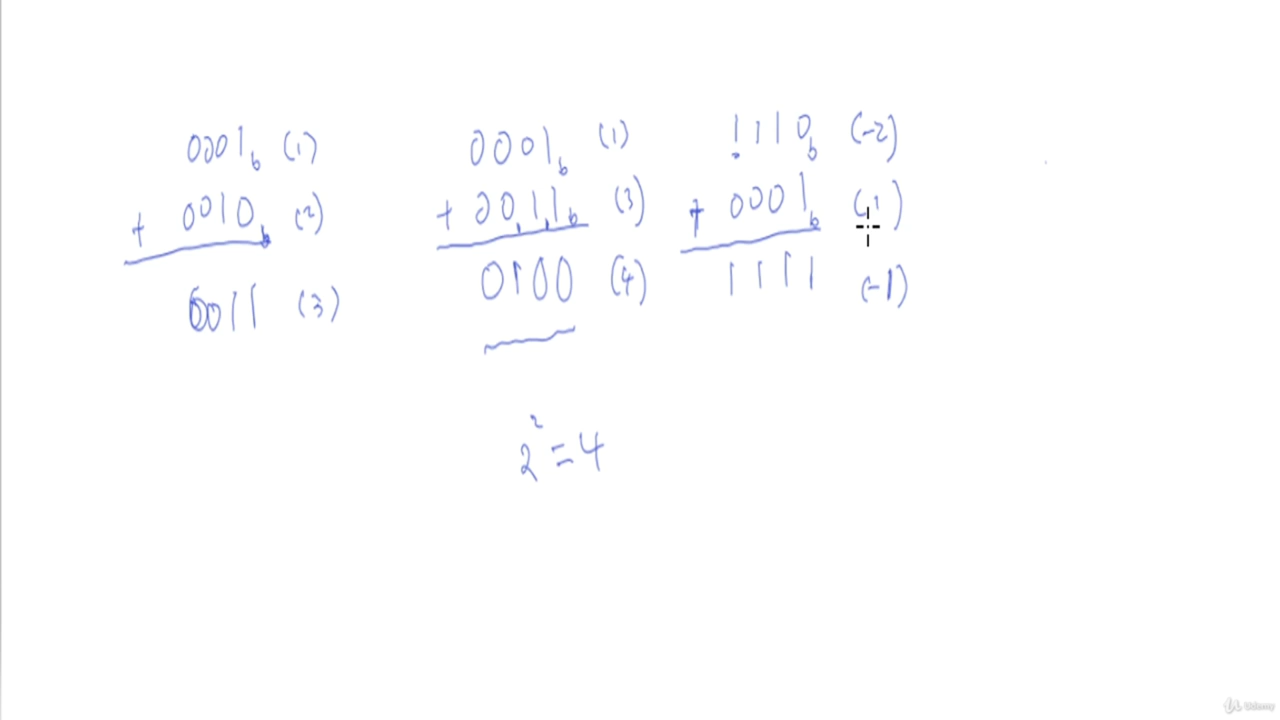 0001b (1)
+ 0010b (2)
0011 (3)
0001b (1)
+ 0011b (3)
0100 (4)
2² = 4
1110b (-2)
+ 0001b (1)
1111 (-1)
Udemy